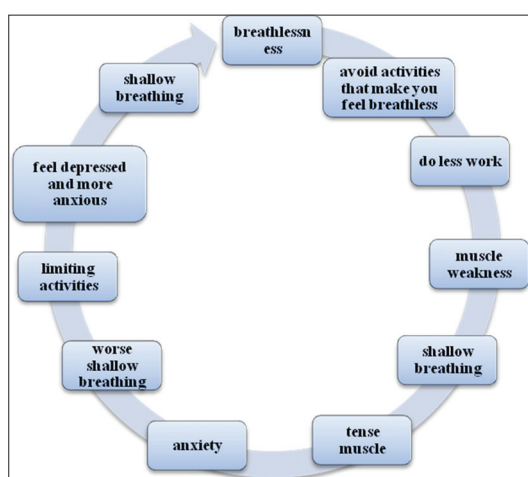 breathlessn
ess
avoid activities
that make you
feel breathless
do less work
muscle
weakness
shallow
breathing
tense
muscle
anxiety
worse
shallow
breathing
limiting
activities
feel depressed
and more
anxious
shallow
breathing